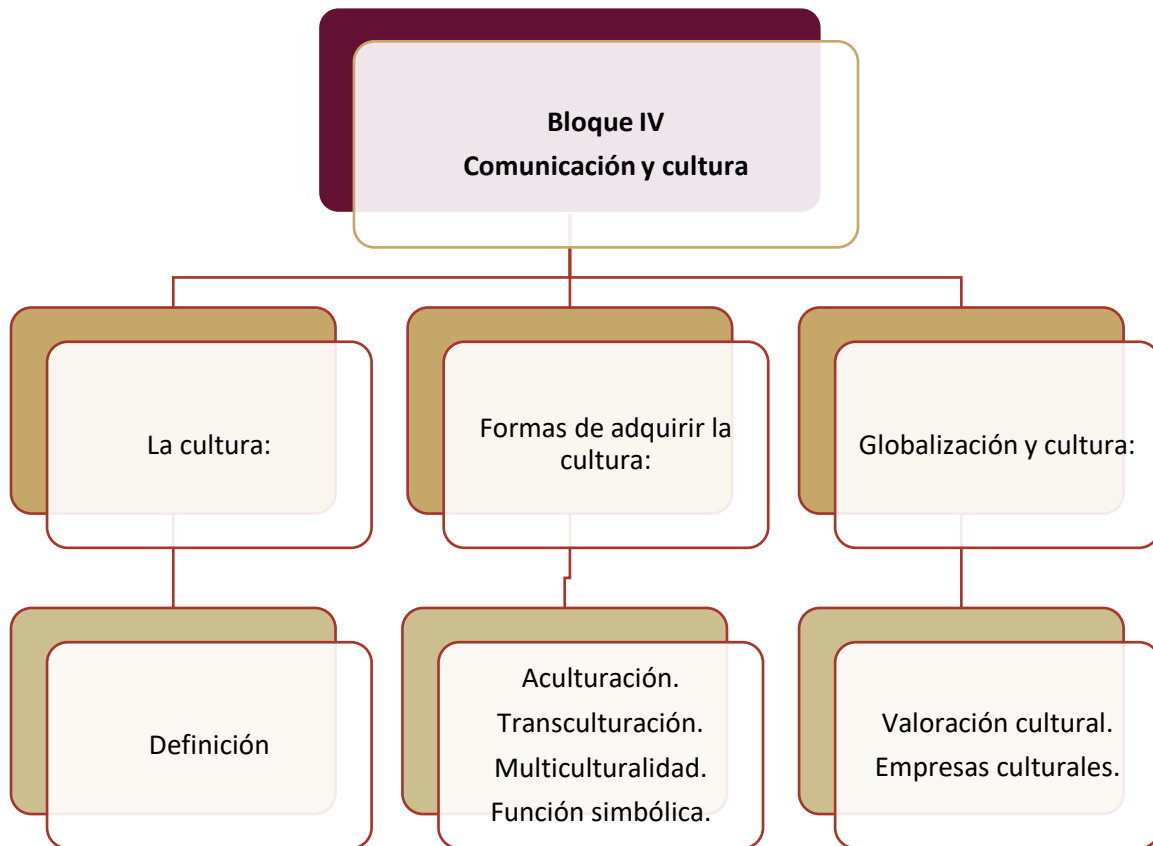 Bloque IV
Comunicación y cultura
La cultura:
Formas de adquirir la
cultura:
Globalización y cultura:
Definición
Aculturación.
Transculturación.
Multiculturalidad.
Función simbólica.
Valoración cultural.
Empresas culturales.